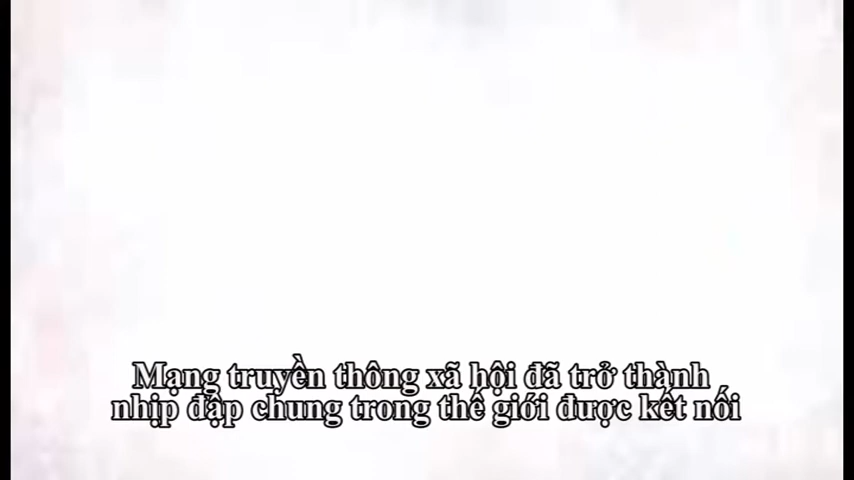 Mạng truyền thông xã hội đã trở thành
nhịp đập chung trong thế giới được kết nối